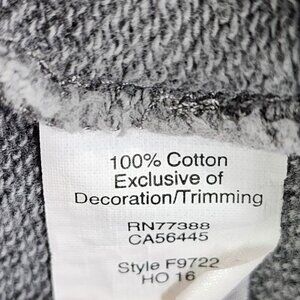 100% Cotton
Exclusive of
Decoration/Trimming
RN77388
CA56445
Style F9722
HO 16